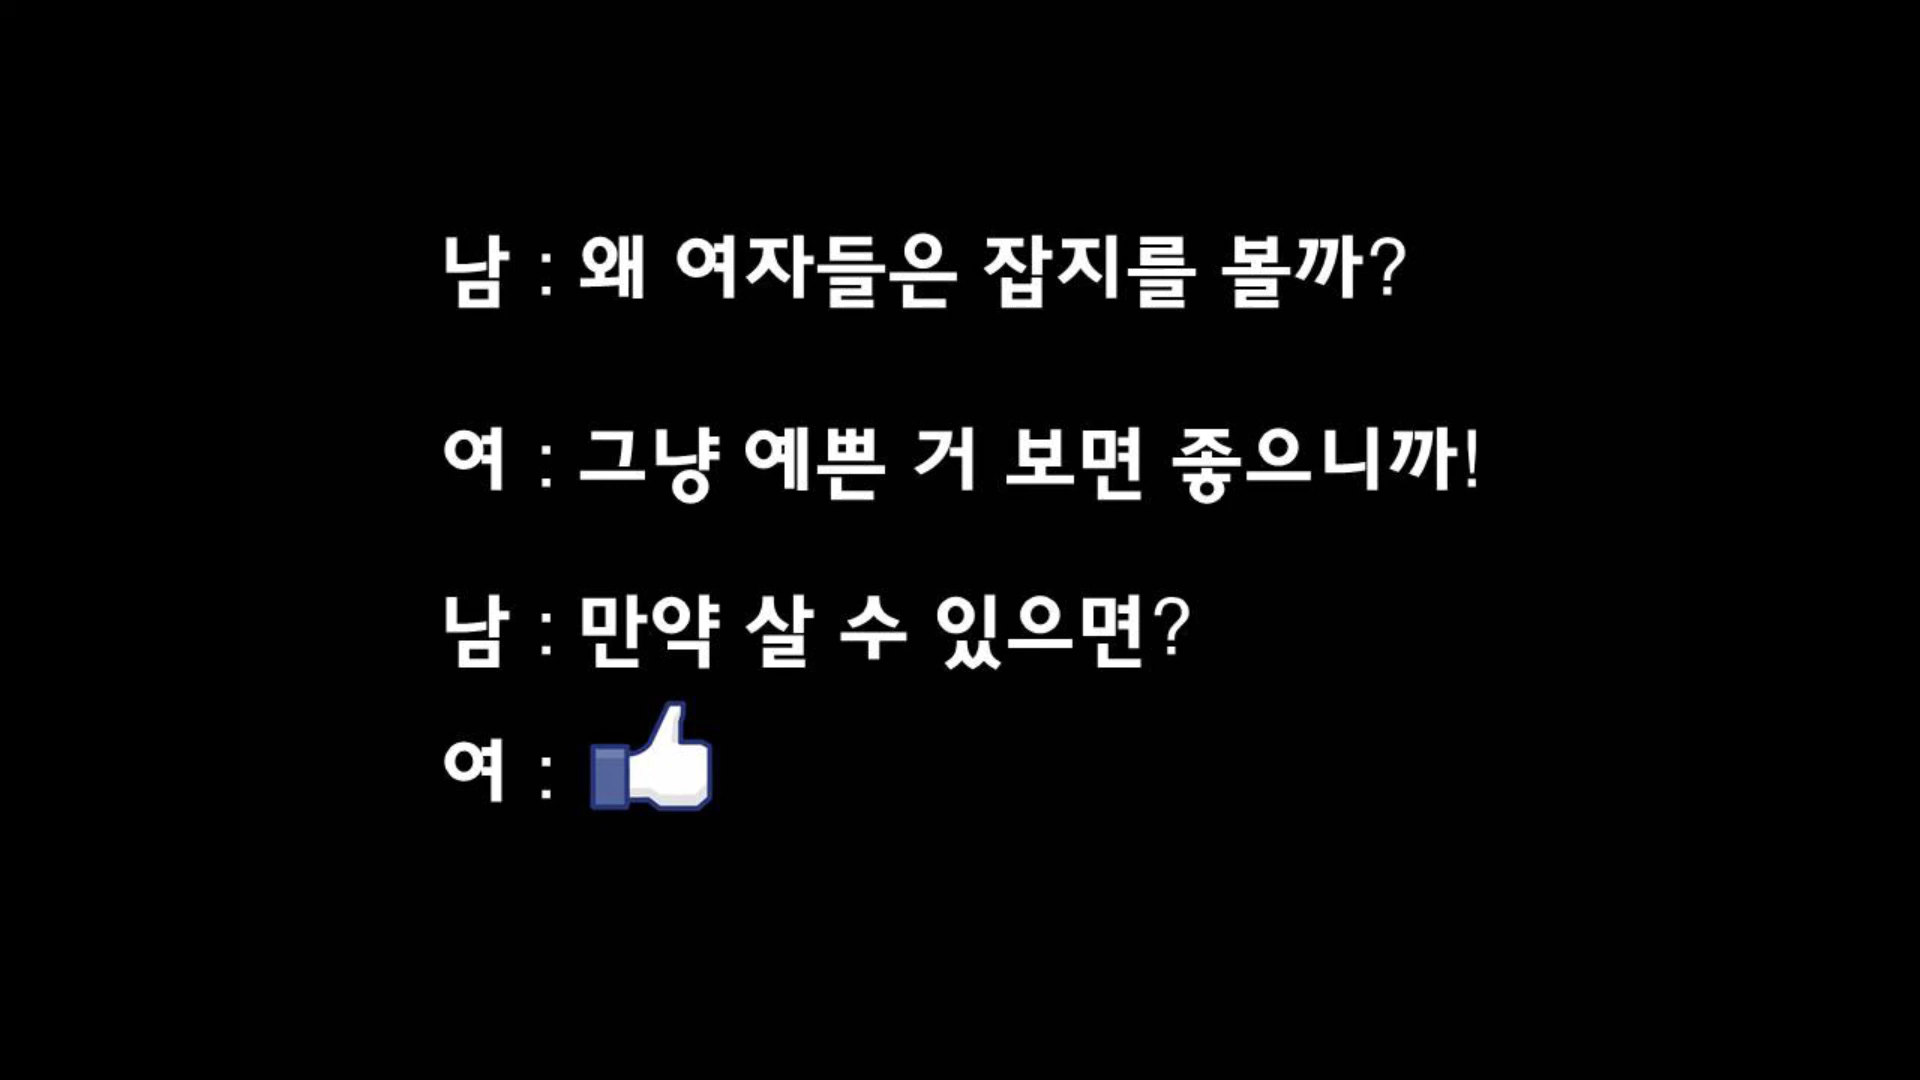 남 : 왜 여자들은 잡지를 볼까?
여 : 그냥 예쁜 거 보면 좋으니까!
남 : 만약 살 수 있으면?
여 :